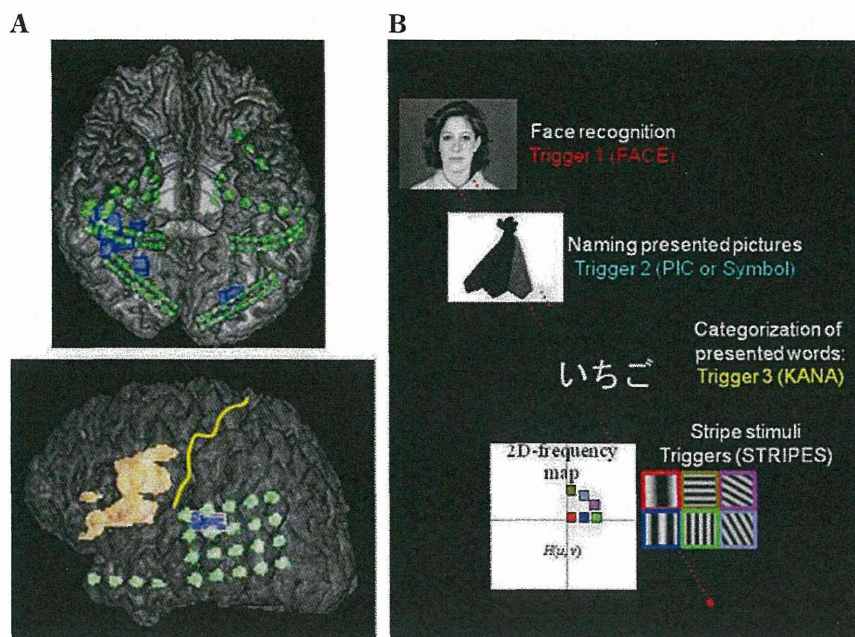 A
B
Face recognition
Trigger 1 (FACE)
Naming presented pictures
Trigger 2 (PIC or Symbol)
Categorization of
presented words:
いちご
Trigger 3 (KANA)
Stripe stimuli
Triggers (STRIPES)
2D-frequency
map
H(u,v)